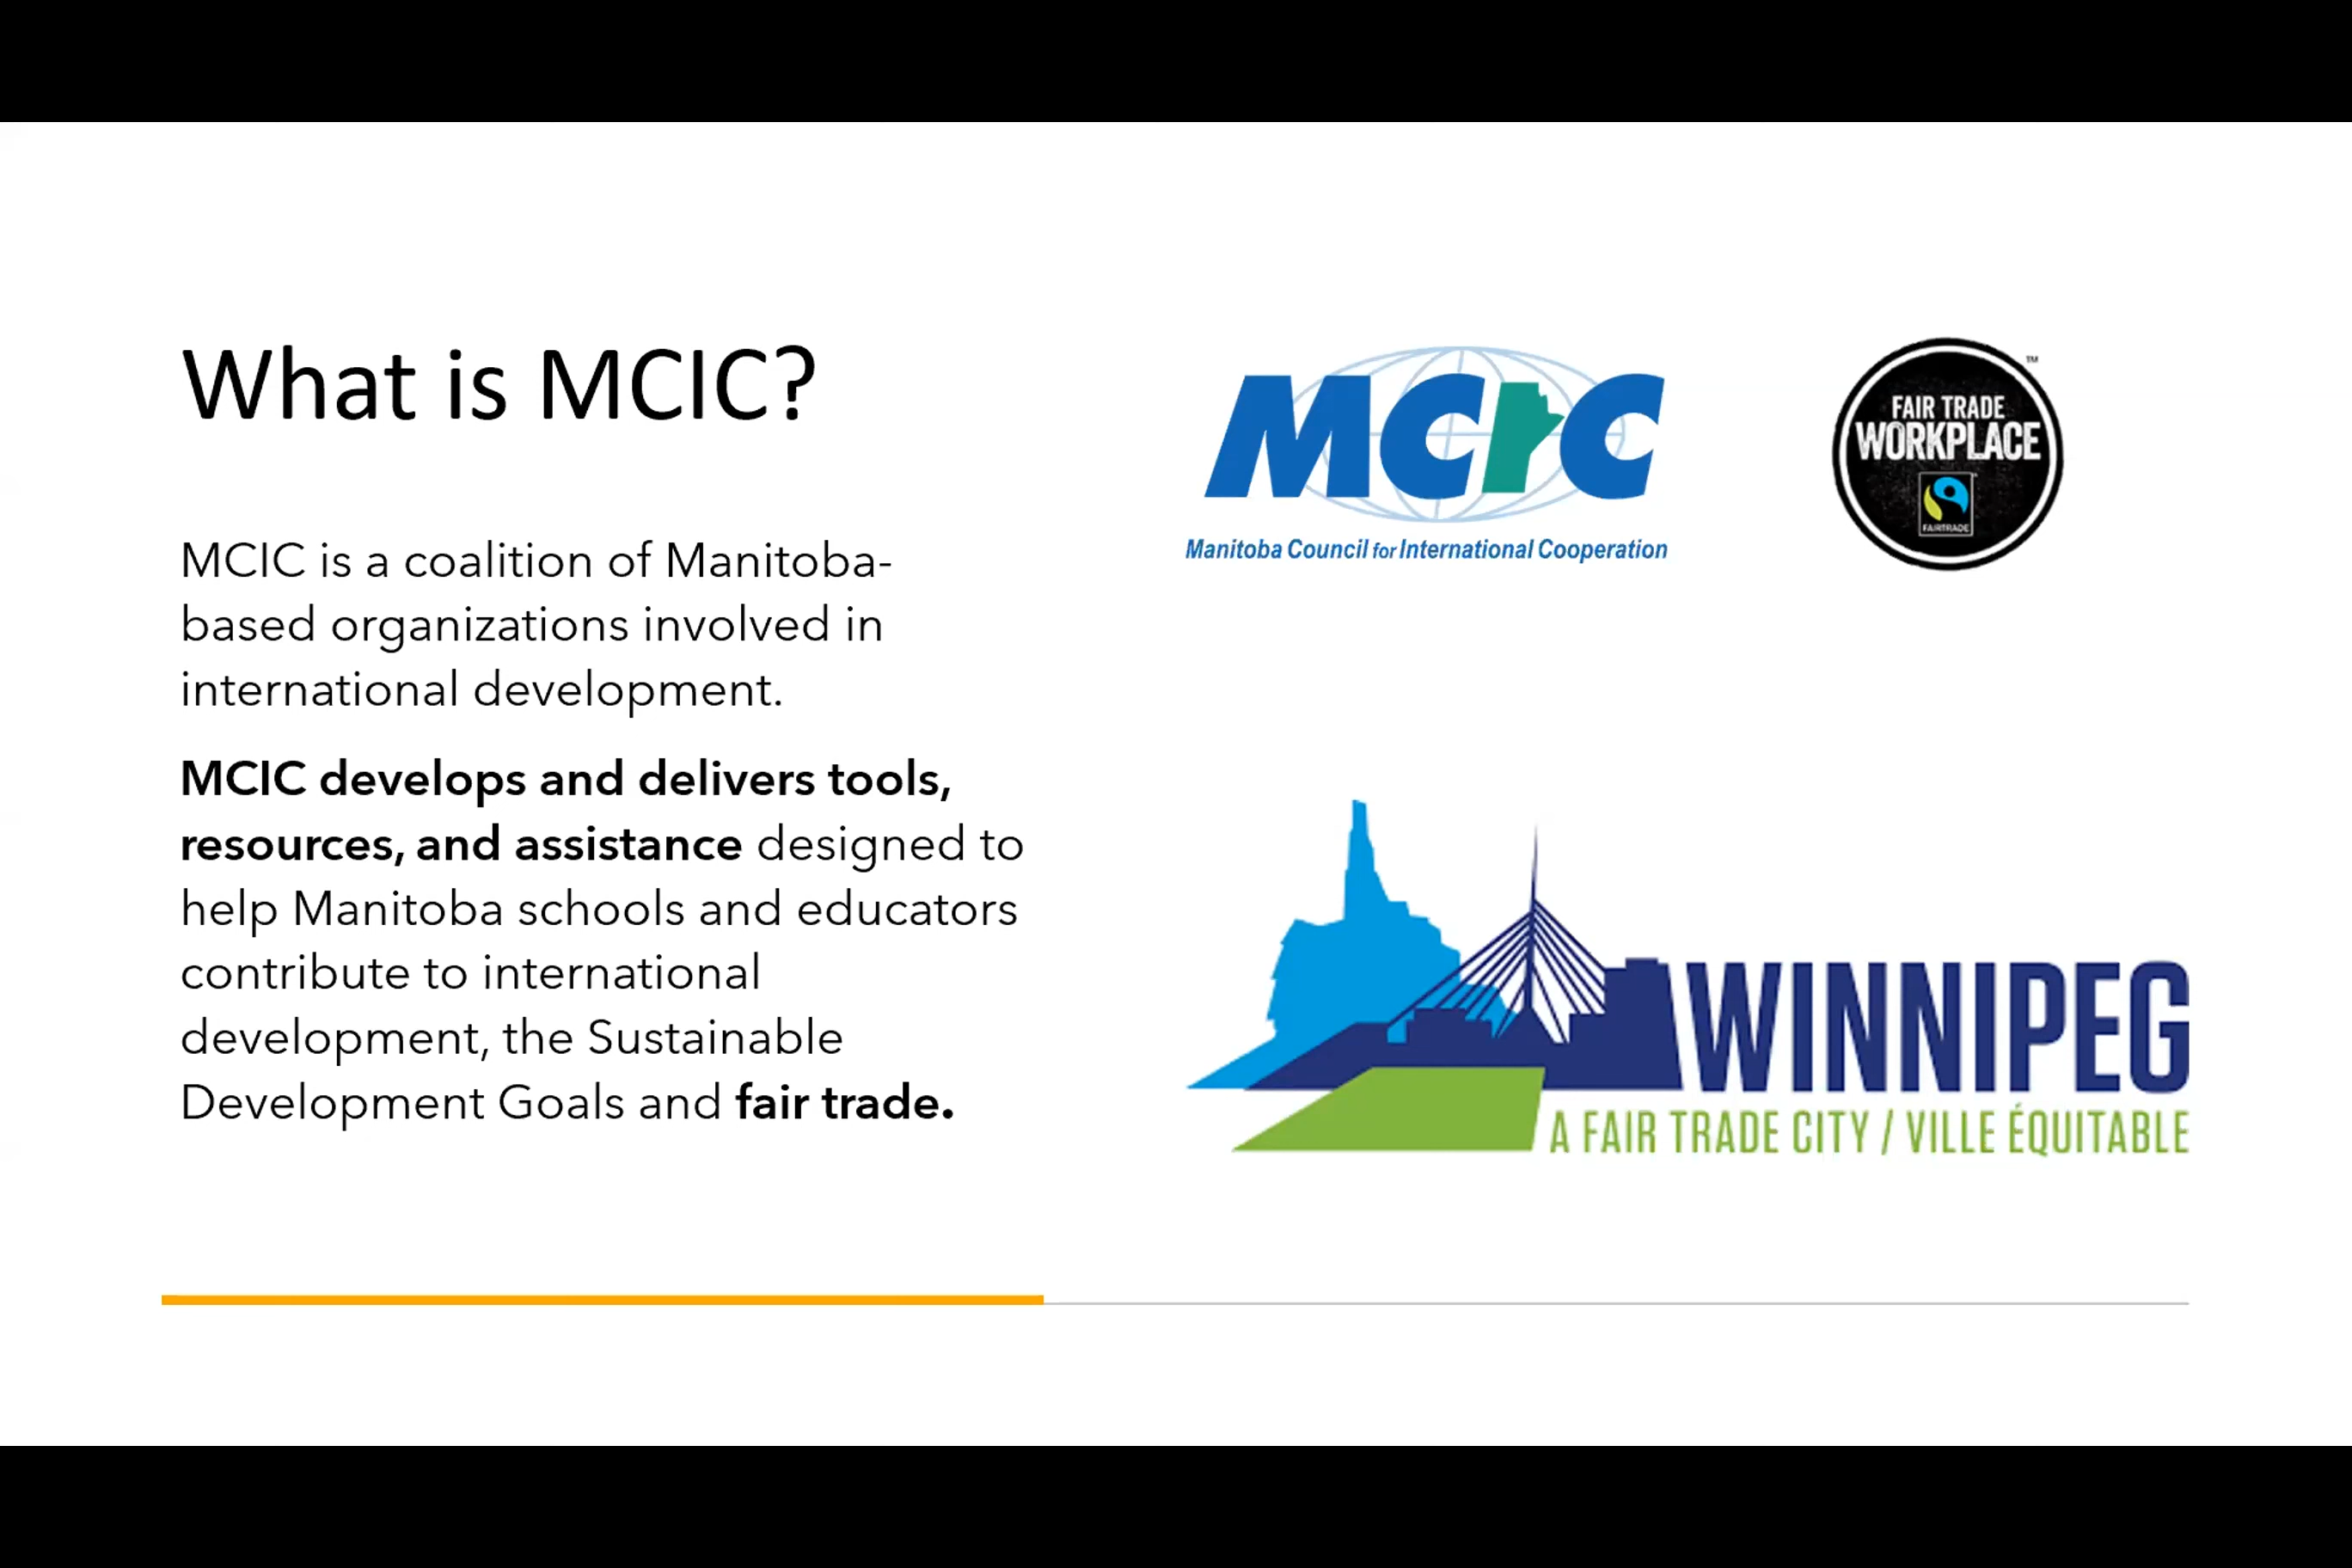 What is MCIC?
MCIC is a coalition of Manitoba-
based organizations involved in
international development.
MCIC develops and delivers tools,
resources, and assistance designed to
help Manitoba schools and educators
contribute to international
development, the Sustainable
Development Goals and fair trade.
MCIC
Manitoba Council for International Cooperation
FAIR TRADE
WORKPLACE
FAIRTRADE
TM
WINNIPEG
A FAIR TRADE CITY / VILLE ÉQUITABLE